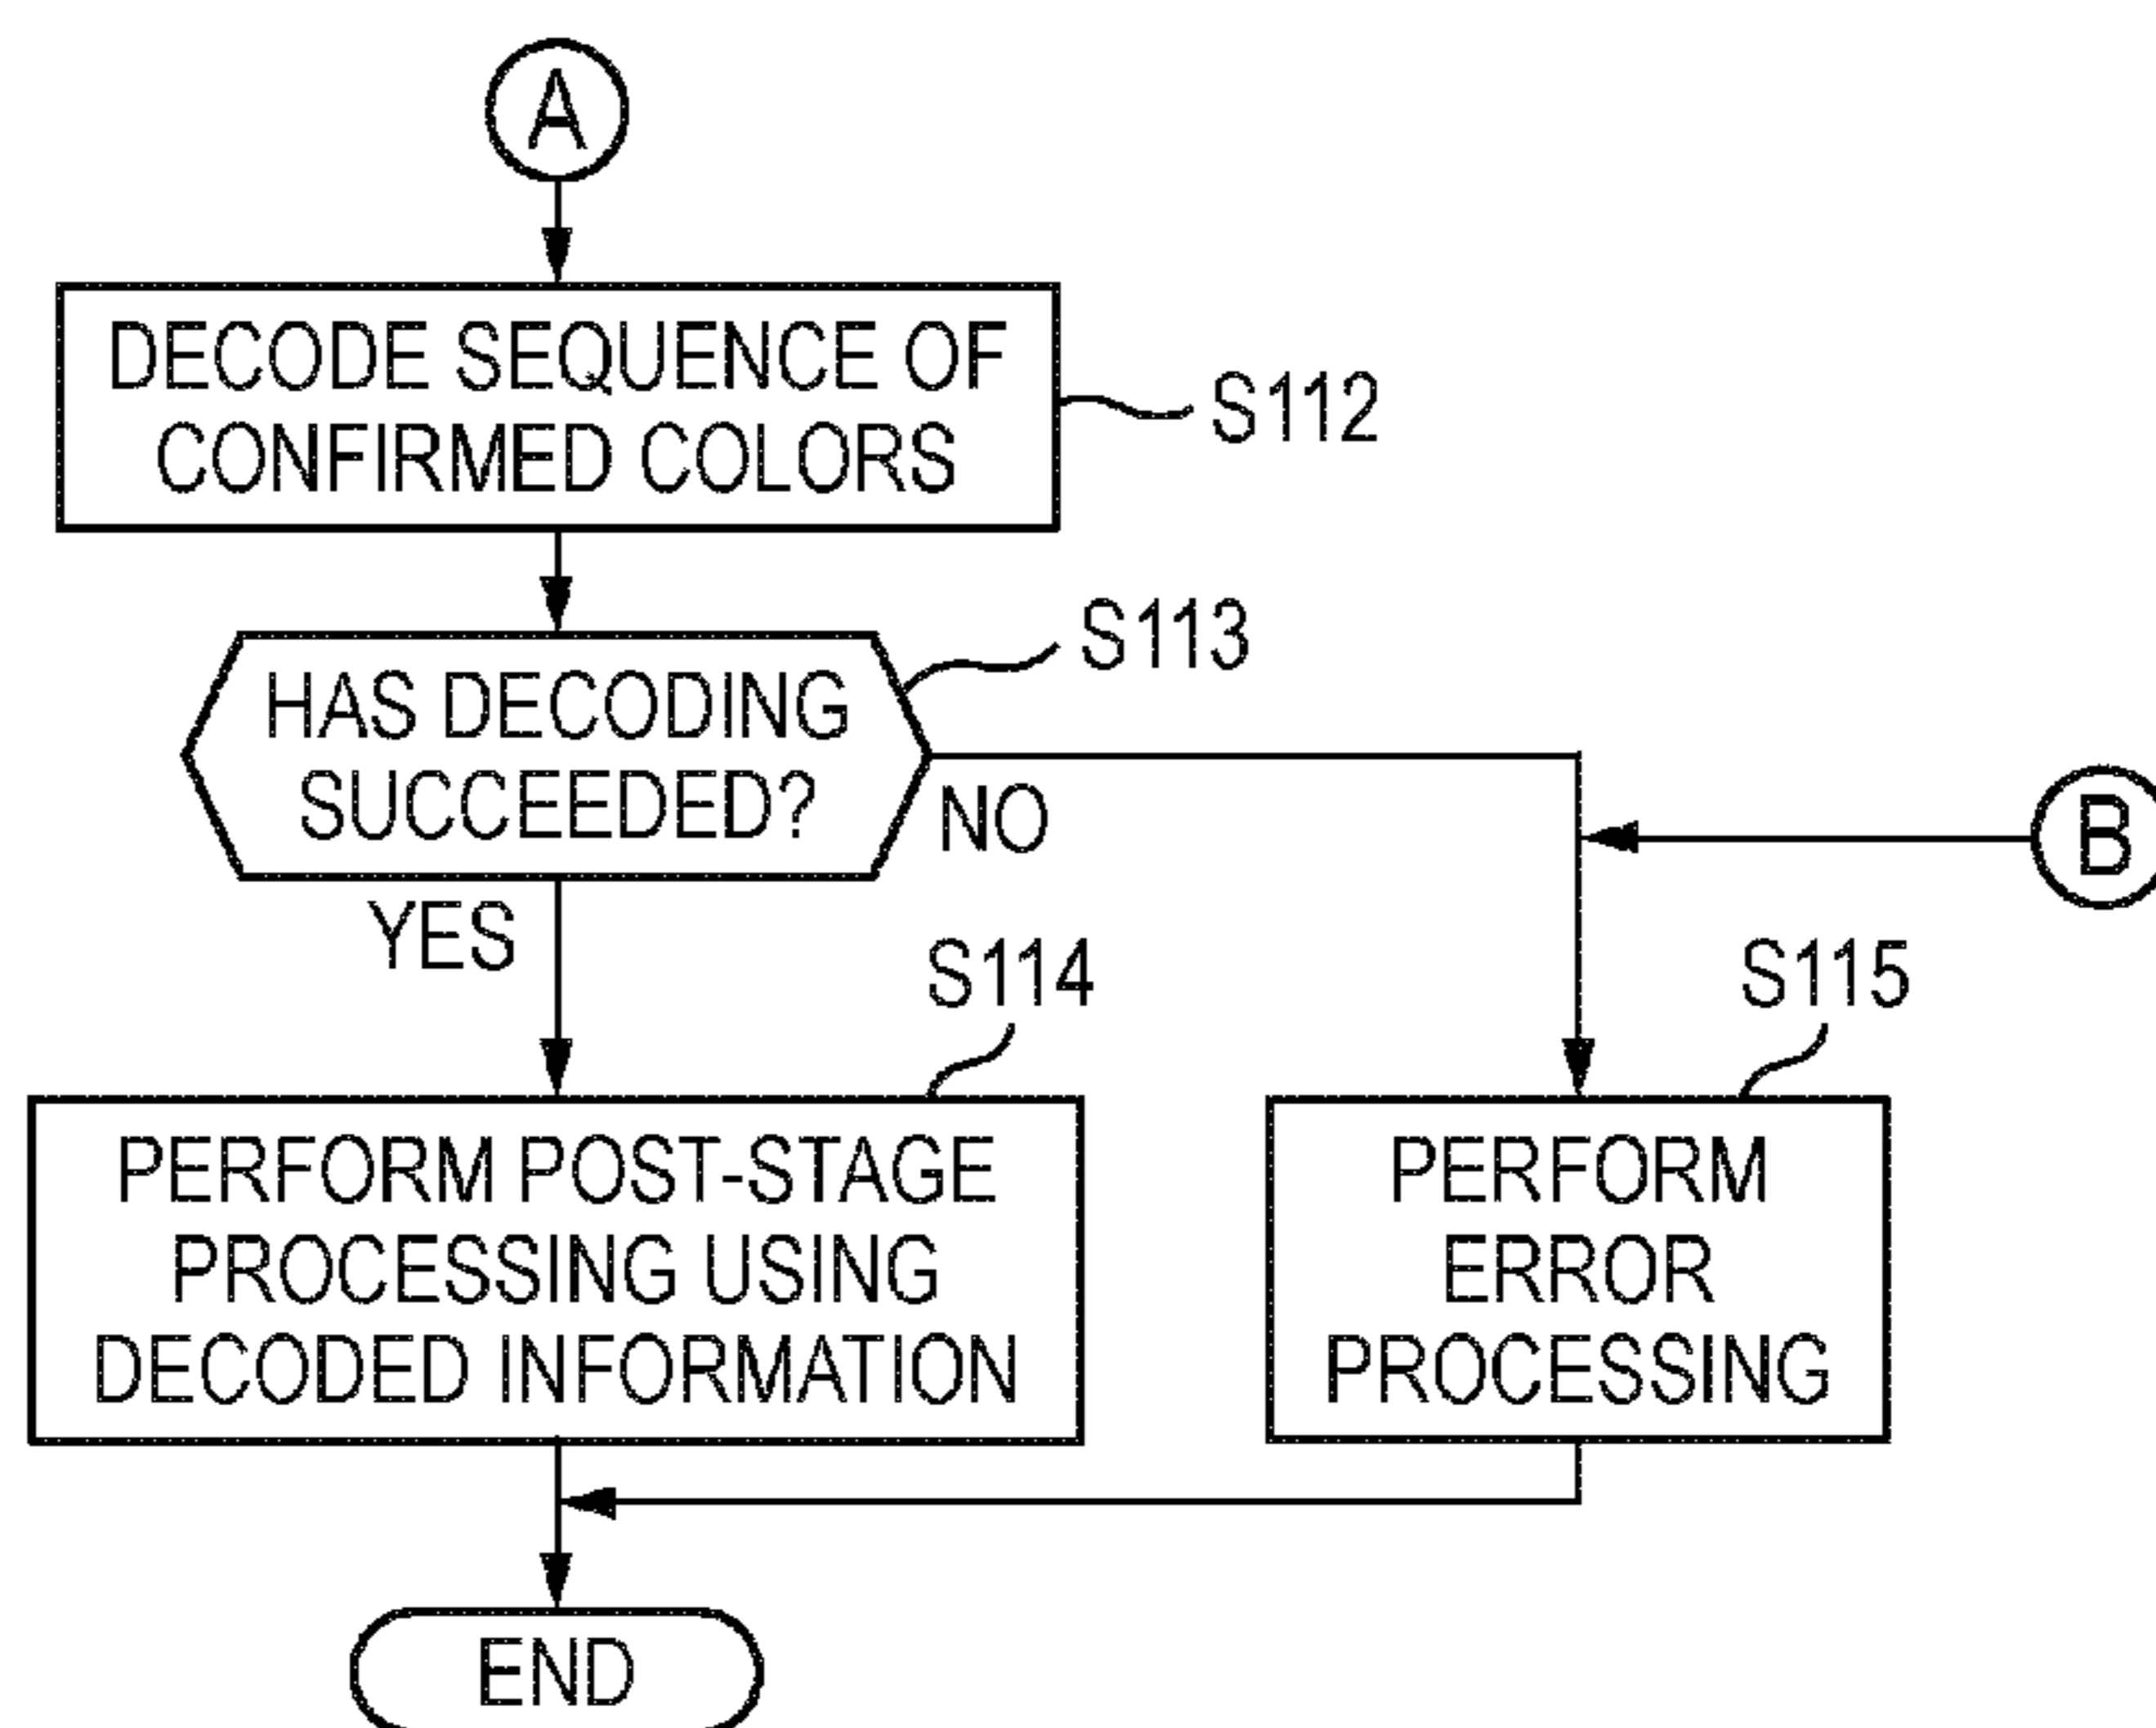 A
DECODE SEQUENCE OF
CONFIRMED COLORS
S112
S113
HAS DECODING
SUCCEEDED?
NO
B
YES
S114
S115
PERFORM POST-STAGE
PROCESSING USING
DECODED INFORMATION
PERFORM
ERROR
PROCESSING
END